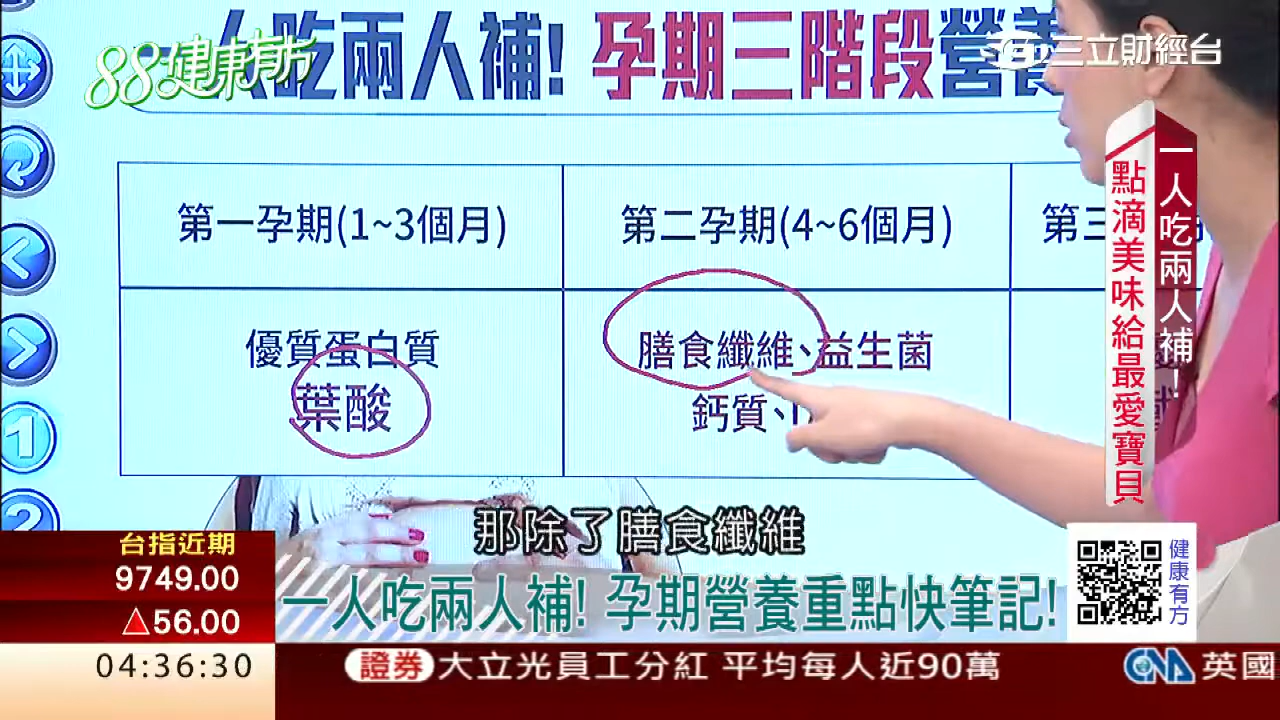 88健康有方
一人吃兩人補! 孕期三階段營養
三立財經台
第一孕期(1~3個月)
第二孕期(4~6個月)
第三
優質蛋白質
葉酸
膳食纖維、益生菌
鈣質、
一人吃兩人補!
點滴美味給最愛寶貝
1
2
那除了膳食纖維
一人吃兩人補! 孕期營養重點快筆記!
健康有方
台指近期
9749.00
△56.00
04:36:30
證券 大立光員工分紅 平均每人近90萬
CNA 英國